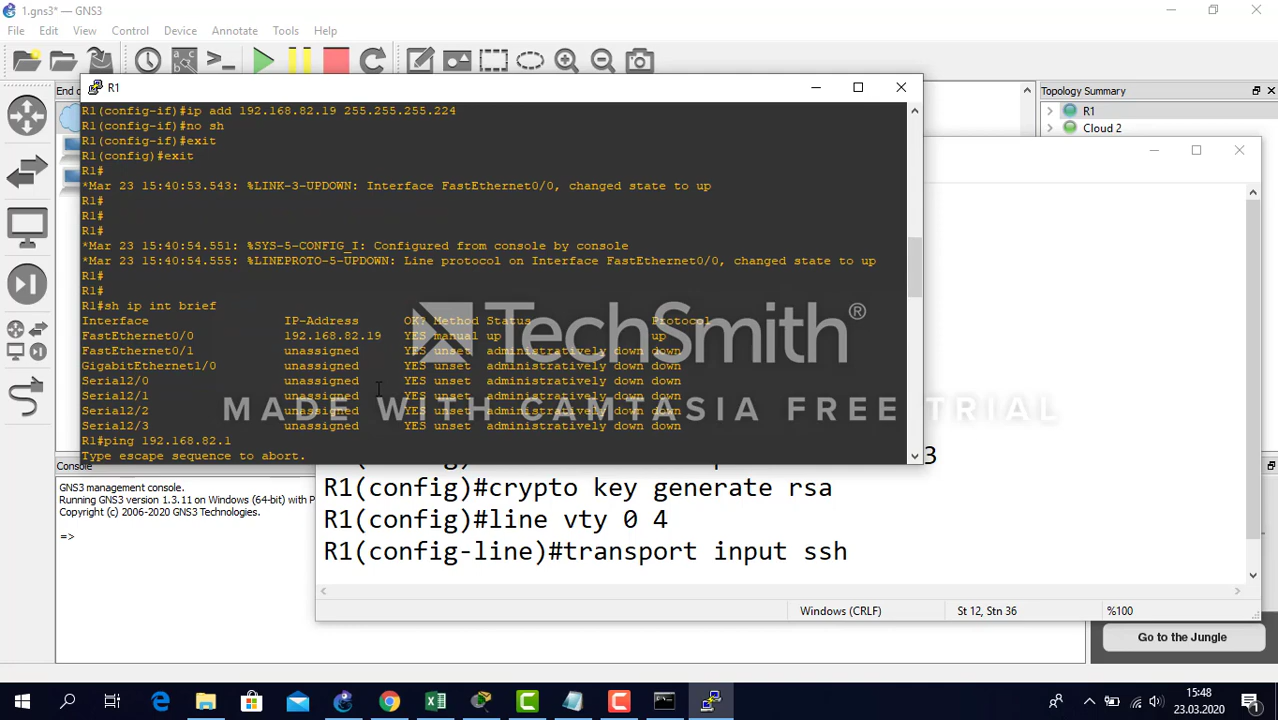 1.gns3* — GNS3
File Edit View Control Device Annotate Tools Help
End d
Topology Summary
R1
Cloud 2
R1
R1(config-if)#ip add 192.168.82.19 255.255.255.224
R1(config-if)#no sh
R1(config-if)#exit
R1(config)#exit
R1#
*Mar 23 15:40:53.543: %LINK-3-UPDOWN: Interface FastEthernet0/0, changed state to up
R1#
R1#
R1#
*Mar 23 15:40:54.551: %SYS-5-CONFIG_I: Configured from console by console
*Mar 23 15:40:54.555: %LINEPROTO-5-UPDOWN: Line protocol on Interface FastEthernet0/0, changed state to up
R1#
R1#
R1#sh ip int brief
Interface IP-Address OK? Method Status Protocol
FastEthernet0/0 192.168.82.19 YES manual up up
FastEthernet0/1 unassigned YES unset administratively down down
GigabitEthernet1/0 unassigned YES unset administratively down down
Serial2/0 unassigned YES unset administratively down down
Serial2/1 unassigned YES unset administratively down down
Serial2/2 unassigned YES unset administratively down down
Serial2/3 unassigned YES unset administratively down down
R1#ping 192.168.82.1
Type escape sequence to abort.
TechSmith®
MADE WITH CAMTASIA FREE TRIAL
3
R1(config)#crypto key generate rsa
R1(config)#line vty 0 4
R1(config-line)#transport input ssh
Windows (CRLF) St 12, Stn 36 %100
Console
GNS3 management console.
Running GNS3 version 1.3.11 on Windows (64-bit) with P
Copyright (c) 2006-2020 GNS3 Technologies.
=>
Go to the Jungle
15:48
23.03.2020
1